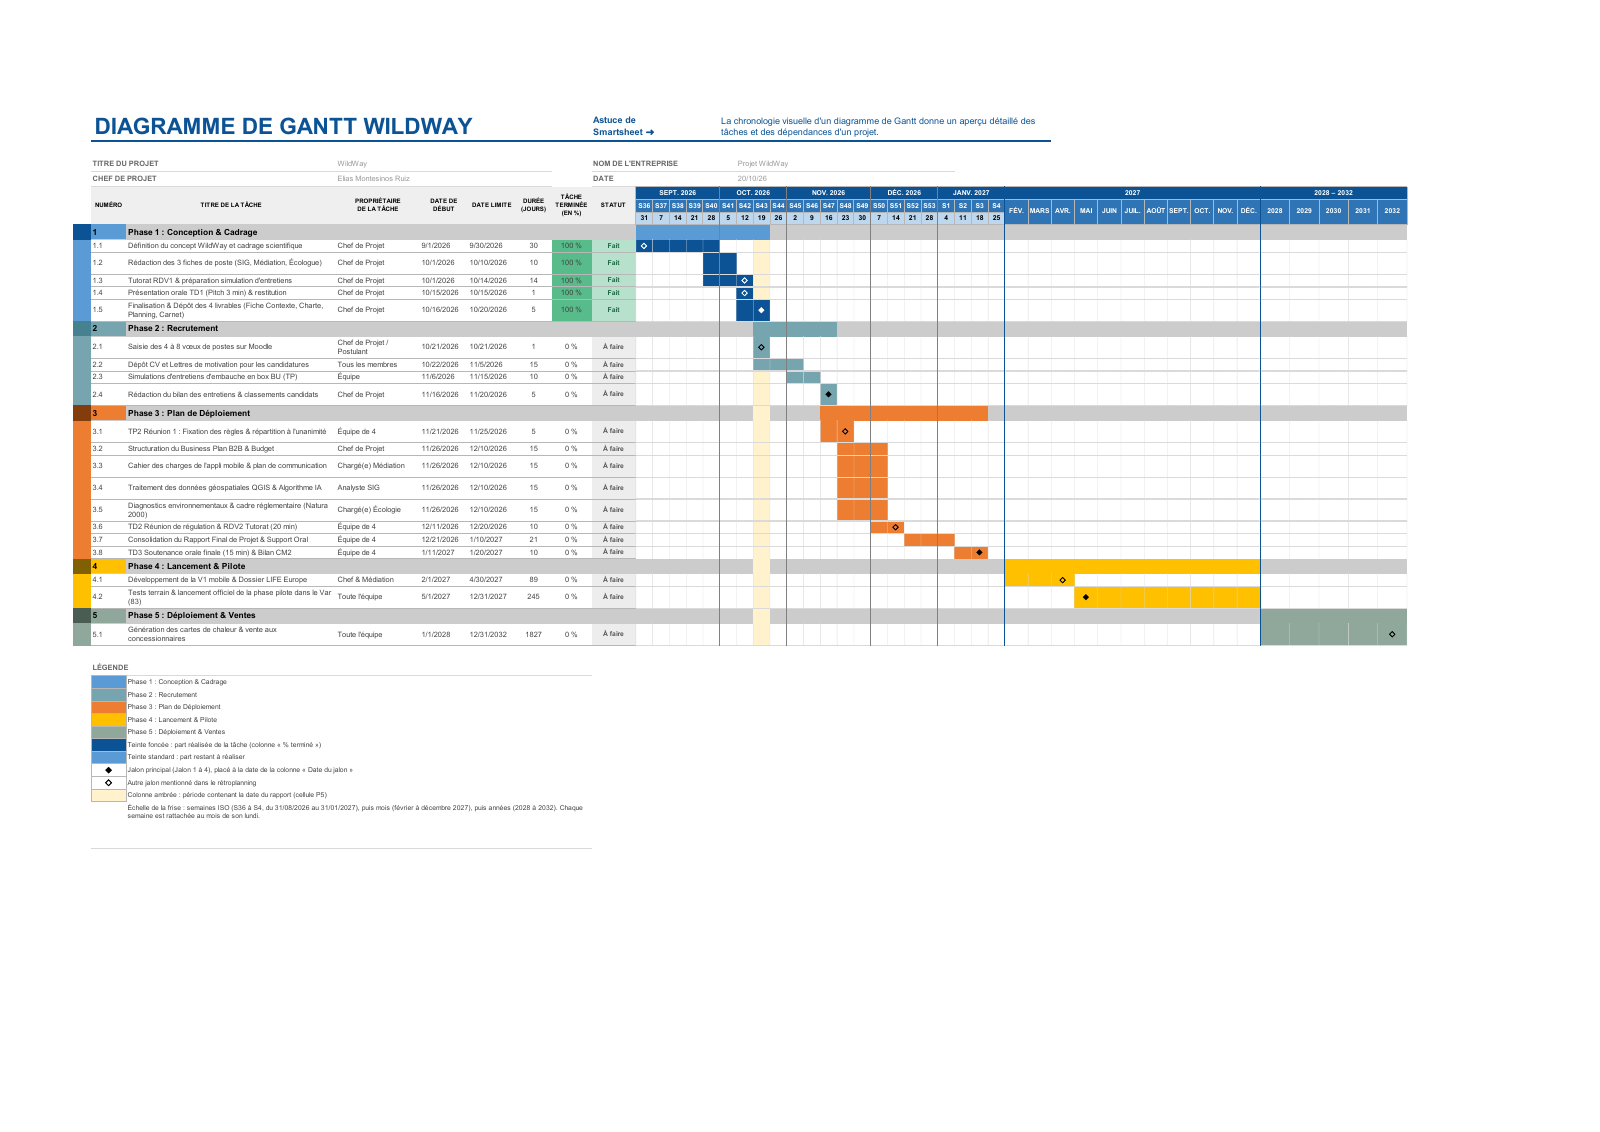 DIAGRAMME DE GANTT WILDWAY
Astuce de
Smartsheet ➜
La chronologie visuelle d'un diagramme de Gantt donne un aperçu détaillé des
tâches et des dépendances d'un projet.
TITRE DU PROJET WildWay NOM DE L'ENTREPRISE Projet WildWay
CHEF DE PROJET Elias Montesinos Ruiz DATE 20/10/26
NUMÉRO TITRE DE LA TÂCHE PROPRIÉTAIRE DE LA TÂCHE DATE DE DÉBUT DATE LIMITE DURÉE (JOURS) TÂCHE TERMINÉE (EN %) STATUT
SEPT. 2026 OCT. 2026 NOV. 2026 DÉC. 2026 JANV. 2027 2027 2028 – 2032
S36 S37 S38 S39 S40 S41 S42 S43 S44 S45 S46 S47 S48 S49 S50 S51 S52 S53 S1 S2 S3 S4 FÉV. MARS AVR. MAI JUIN JUIL. AOÛT SEPT. OCT. NOV. DÉC. 2028 2029 2030 2031 2032
31 7 14 21 28 5 12 19 26 2 9 16 23 30 7 14 21 28 4 11 18 25
1 Phase 1 : Conception & Cadrage
1.1 Définition du concept WildWay et cadrage scientifique Chef de Projet 9/1/2026 9/30/2026 30 100 % Fait
1.2 Rédaction des 3 fiches de poste (SIG, Médiation, Écologue) Chef de Projet 10/1/2026 10/10/2026 10 100 % Fait
1.3 Tutorat RDV1 & préparation simulation d'entretiens Chef de Projet 10/1/2026 10/14/2026 14 100 % Fait
1.4 Présentation orale TD1 (Pitch 3 min) & restitution Chef de Projet 10/15/2026 10/15/2026 1 100 % Fait
1.5 Finalisation & Dépôt des 4 livrables (Fiche Contexte, Charte,
Planning, Carnet) Chef de Projet 10/16/2026 10/20/2026 5 100 % Fait
2 Phase 2 : Recrutement
2.1 Saisie des 4 à 8 vœux de postes sur Moodle Chef de Projet /
Postulant 10/21/2026 10/21/2026 1 0 % À faire
2.2 Dépôt CV et Lettres de motivation pour les candidatures Tous les membres 10/22/2026 11/5/2026 15 0 % À faire
2.3 Simulations d'entretiens d'embauche en box BU (TP) Équipe 11/6/2026 11/15/2026 10 0 % À faire
2.4 Rédaction du bilan des entretiens & classements candidats Chef de Projet 11/16/2026 11/20/2026 5 0 % À faire
3 Phase 3 : Plan de Déploiement
3.1 TP2 Réunion 1 : Fixation des règles & répartition à l'unanimité Équipe de 4 11/21/2026 11/25/2026 5 0 % À faire
3.2 Structuration du Business Plan B2B & Budget Chef de Projet 11/26/2026 12/10/2026 15 0 % À faire
3.3 Cahier des charges de l'appli mobile & plan de communication Chargé(e) Médiation 11/26/2026 12/10/2026 15 0 % À faire
3.4 Traitement des données géospatiales QGIS & Algorithme IA Analyste SIG 11/26/2026 12/10/2026 15 0 % À faire
3.5 Diagnostics environnementaux & cadre réglementaire (Natura
2000) Chargé(e) Écologie 11/26/2026 12/10/2026 15 0 % À faire
3.6 TD2 Réunion de régulation & RDV2 Tutorat (20 min) Équipe de 4 12/11/2026 12/20/2026 10 0 % À faire
3.7 Consolidation du Rapport Final de Projet & Support Oral Équipe de 4 12/21/2026 1/10/2027 21 0 % À faire
3.8 TD3 Soutenance orale finale (15 min) & Bilan CM2 Équipe de 4 1/11/2027 1/20/2027 10 0 % À faire
4 Phase 4 : Lancement & Pilote
4.1 Développement de la V1 mobile & Dossier LIFE Europe Chef & Médiation 2/1/2027 4/30/2027 89 0 % À faire
4.2 Tests terrain & lancement officiel de la phase pilote dans le Var
(83) Toute l'équipe 5/1/2027 12/31/2027 245 0 % À faire
5 Phase 5 : Déploiement & Ventes
5.1 Génération des cartes de chaleur & vente aux
concessionnaires Toute l'équipe 1/1/2028 12/31/2032 1827 0 % À faire
LÉGENDE
Phase 1 : Conception & Cadrage
Phase 2 : Recrutement
Phase 3 : Plan de Déploiement
Phase 4 : Lancement & Pilote
Phase 5 : Déploiement & Ventes
Teinte foncée : part réalisée de la tâche (colonne « % terminé »)
Teinte standard : part restant à réaliser
Jalon principal (Jalon 1 à 4), placé à la date de la colonne « Date du jalon »
Autre jalon mentionné dans le rétroplanning
Colonne ambrée : période contenant la date du rapport (cellule P5)
Échelle de la frise : semaines ISO (S36 à S4, du 31/08/2026 au 31/01/2027), puis mois (février à décembre 2027), puis années (2028 à 2032). Chaque
semaine est rattachée au mois de son lundi.